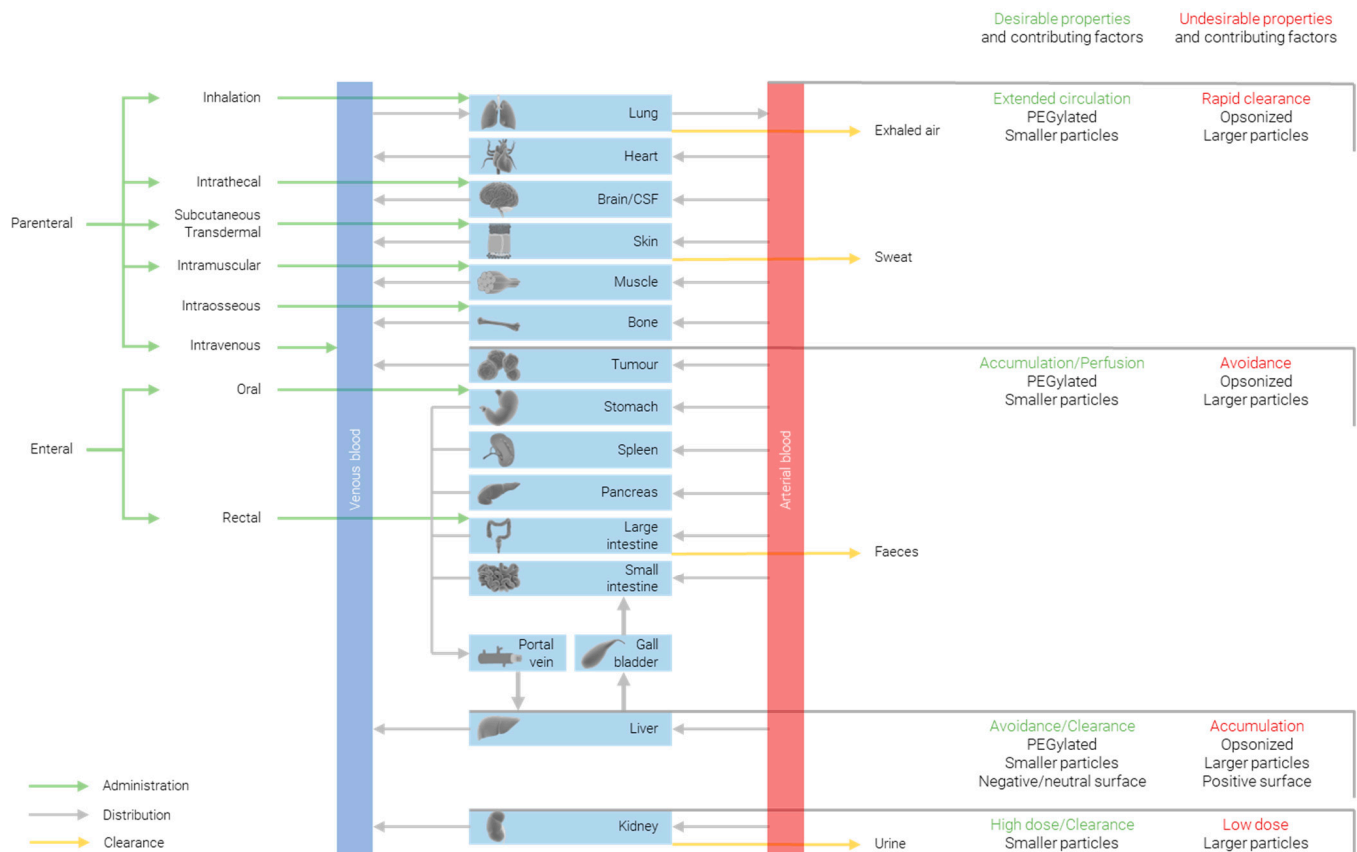 Desirable properties
and contributing factors
Undesirable properties
and contributing factors
Parenteral
Inhalation
Intrathecal
Subcutaneous
Transdermal
Intramuscular
Intraosseous
Intravenous
Enteral
Oral
Rectal
Venous blood
Lung
Heart
Brain/CSF
Skin
Muscle
Bone
Tumour
Stomach
Spleen
Pancreas
Large
intestine
Small
intestine
Portal
vein
Gall
bladder
Liver
Kidney
Arterial blood
Exhaled air
Sweat
Faeces
Urine
Extended circulation
PEGylated
Smaller particles
Rapid clearance
Opsonized
Larger particles
Accumulation/Perfusion
PEGylated
Smaller particles
Avoidance
Opsonized
Larger particles
Avoidance/Clearance
PEGylated
Smaller particles
Negative/neutral surface
Accumulation
Opsonized
Larger particles
Positive surface
High dose/Clearance
Smaller particles
Low dose
Larger particles
Administration
Distribution
Clearance